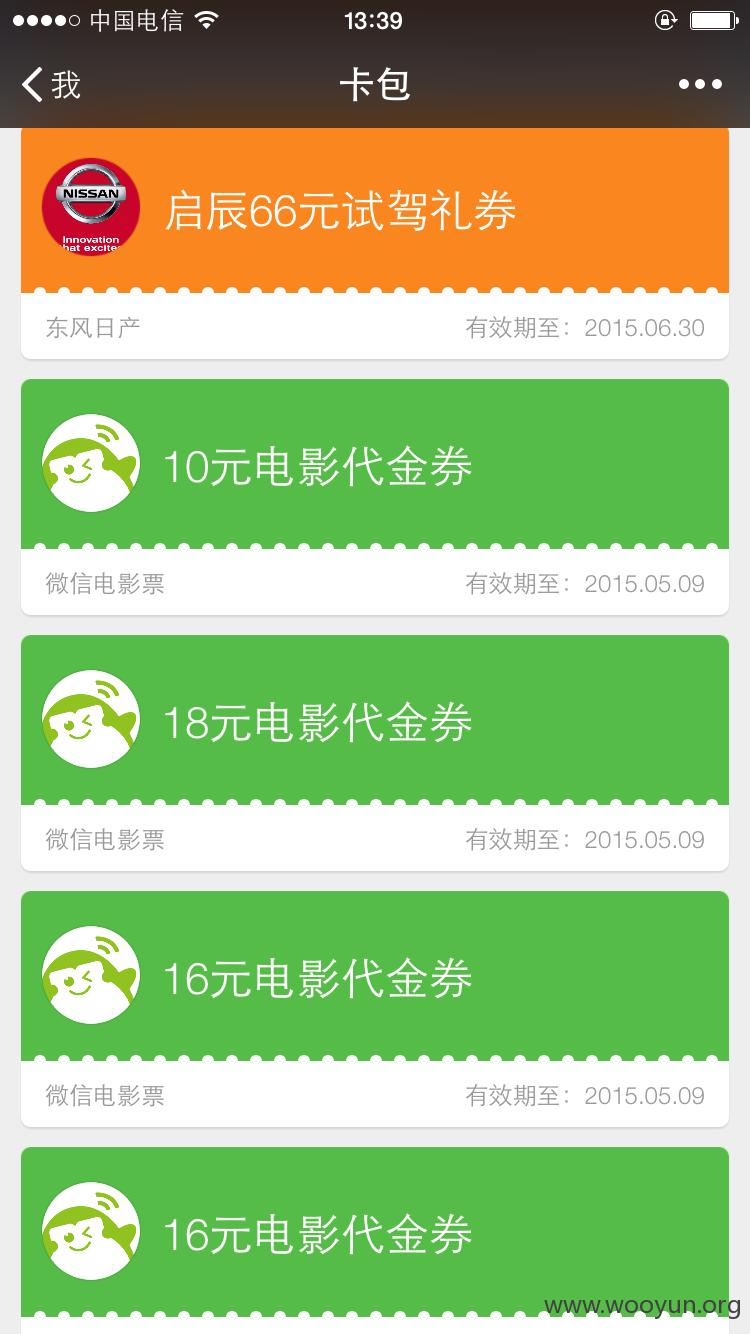 中国电信 13:39
我 卡包
NISSAN
Innovation
that excites
启辰66元试驾礼券
东风日产 有效期至：2015.06.30
10元电影代金券
微信电影票 有效期至：2015.05.09
18元电影代金券
微信电影票 有效期至：2015.05.09
16元电影代金券
微信电影票 有效期至：2015.05.09
16元电影代金券
www.wooyun.org